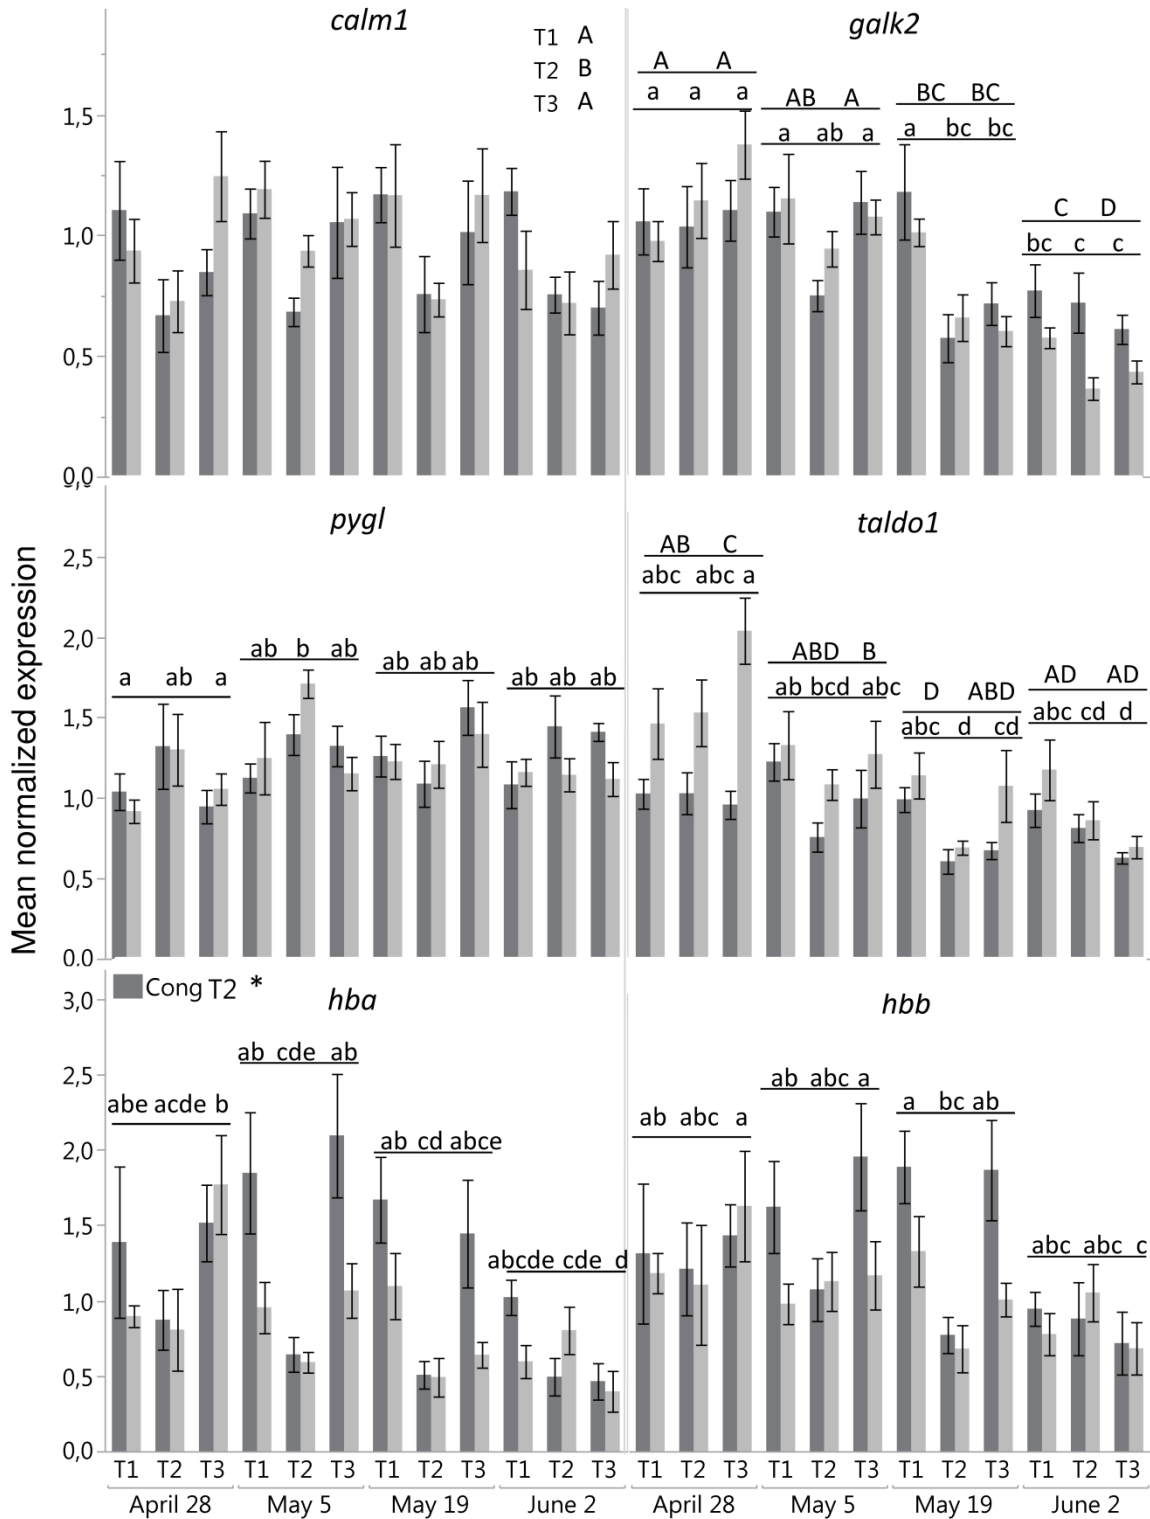 calm1
galk2
T1 A
T2 B
T3 A
A A
a a a
AB A
a ab a
BC BC
a bc bc
C D
bc c c
1,5
1,0
0,5
0,0
Mean normalized expression
pygl
taldo1
2,5
2,0
1,5
1,0
0,5
0.0
a ab a
ab b ab
ab ab ab
ab ab ab
AB C
abc abc a
ABD B
ab bcd abc
D ABD
abc d cd
AD AD
abc cd d
Cong T2 *
hba
hbb
3,0
2,5
2,0
1,5
1,0
0,5
0,0
abe acde b
ab cde ab
ab cd abce
abcde cde d
ab abc a
ab abc a
a bc ab
abc abc c
T1 T2 T3 T1 T2 T3 T1 T2 T3 T1 T2 T3 T1 T2 T3 T1 T2 T3 T1 T2 T3 T1 T2 T3
April 28 May 5 May 19 June 2 April 28 May 5 May 19 June 2